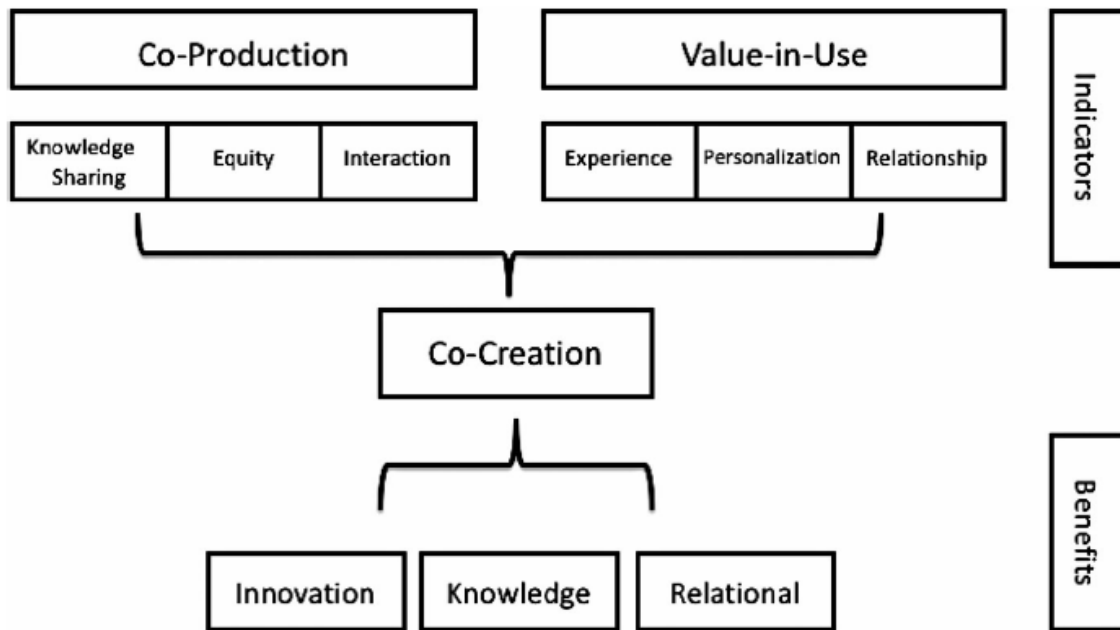 Co-Production
Value-in-Use
Indicators
Knowledge
Sharing
Equity
Interaction
Experience
Personalization
Relationship
Co-Creation
Benefits
Innovation
Knowledge
Relational